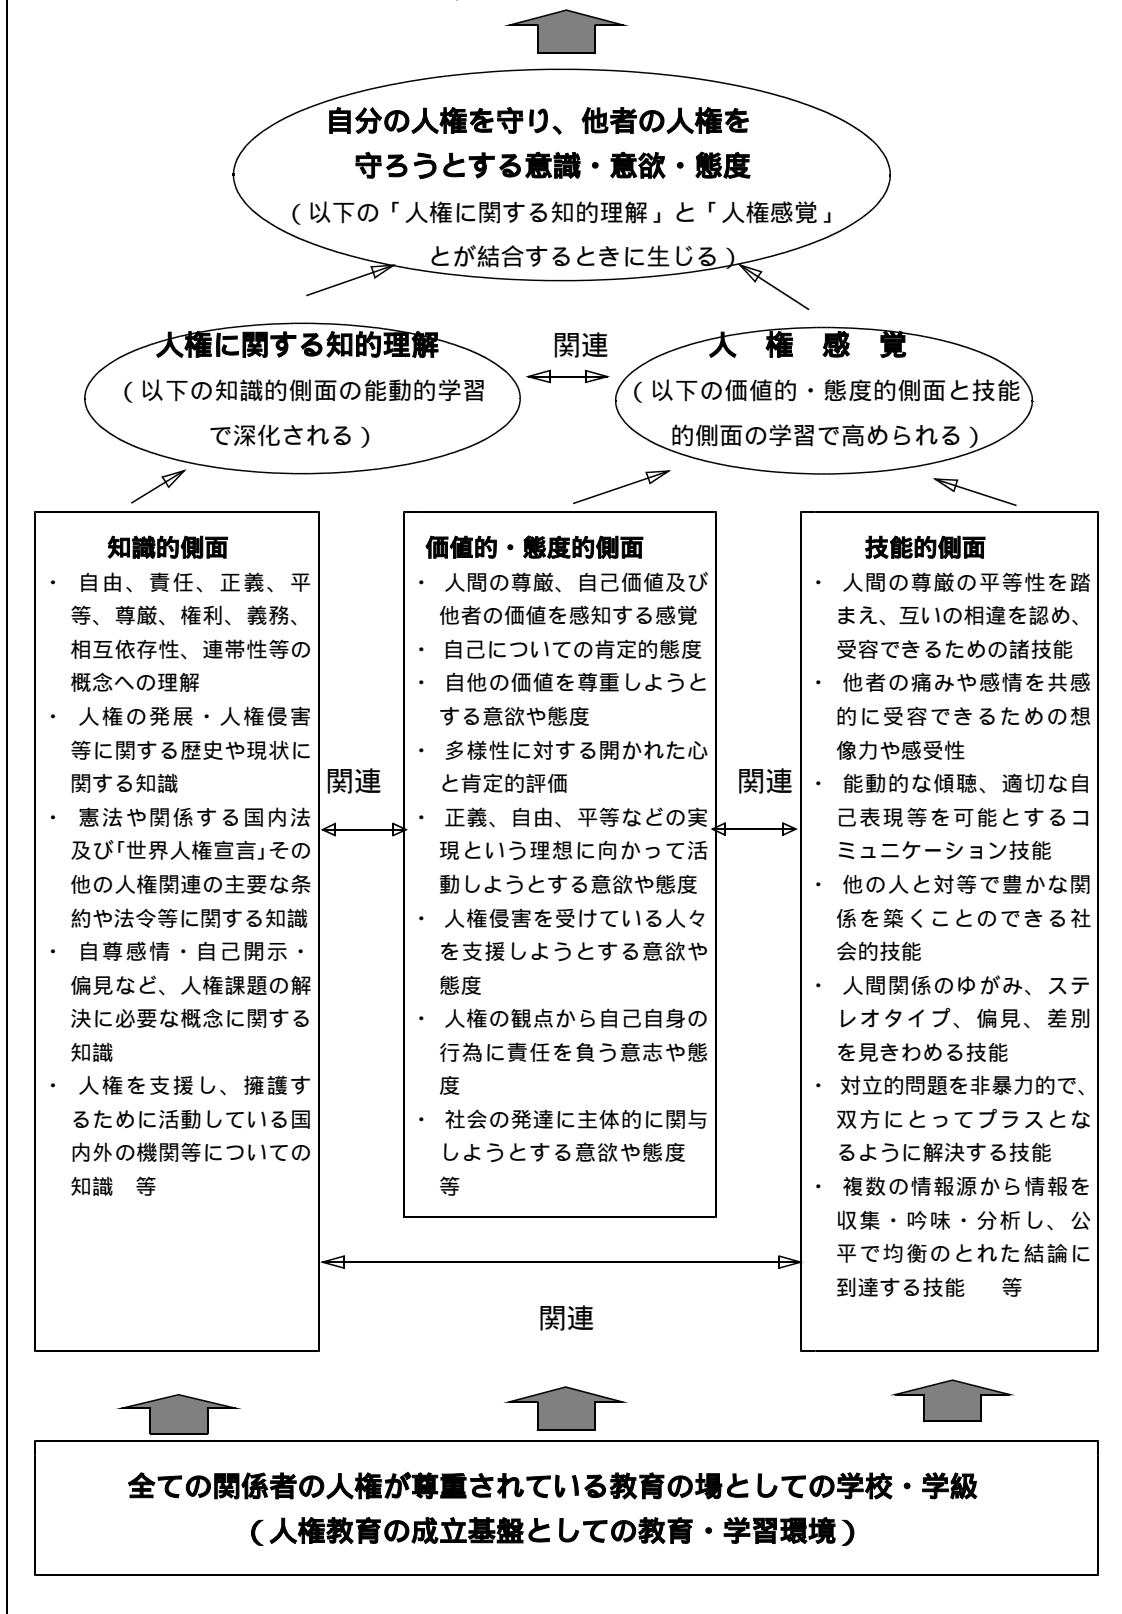 自分の人権を守り、他者の人権を
守ろうとする意識・意欲・態度
(以下の「人権に関する知的理解」と「人権感覚」
とが結合するときに生じる)
人権に関する知的理解
(以下の知識的側面の能動的学習
で深化される)
関連
人 権 感 覚
(以下の価値的・態度的側面と技能
的側面の学習で高められる)
知識的側面
・ 自由、責任、正義、平
等、尊厳、権利、義務、
相互依存性、連帯性等の
概念への理解
・ 人権の発展・人権侵害
等に関する歴史や現状に
関する知識
・ 憲法や関係する国内法
及び「世界人権宣言」その
他の人権関連の主要な条
約や法令等に関する知識
・ 自尊感情・自己開示・
偏見など、人権課題の解
決に必要な概念に関する
知識
・ 人権を支援し、擁護す
るために活動している国
内外の機関等についての
知識 等
関連
価値的・態度的側面
・ 人間の尊厳、自己価値及び
他者の価値を感知する感覚
・ 自己についての肯定的態度
・ 自他の価値を尊重しようと
する意欲や態度
・ 多様性に対する開かれた心
と肯定的評価
・ 正義、自由、平等などの実
現という理想に向かって活
動しようとする意欲や態度
・ 人権侵害を受けている人々
を支援しようとする意欲や
態度
・ 人権の観点から自己自身の
行為に責任を負う意志や態
度
・ 社会の発達に主体的に関与
しようとする意欲や態度
等
関連
技能的側面
・ 人間の尊厳の平等性を踏
まえ、互いの相違を認め、
受容できるための諸技能
・ 他者の痛みや感情を共感
的に受容できるための想
像力や感受性
・ 能動的な傾聴、適切な自
己表現等を可能とするコ
ミュニケーション技能
・ 他の人と対等で豊かな関
係を築くことのできる社
会的技能
・ 人間関係のゆがみ、ステ
レオタイプ、偏見、差別
を見きわめる技能
・ 対立的問題を非暴力的で、
双方にとってプラスとな
るように解決する技能
・ 複数の情報源から情報を
収集・吟味・分析し、公
平で均衡のとれた結論に
到達する技能 等
関連
全ての関係者の人権が尊重されている教育の場としての学校・学級
(人権教育の成立基盤としての教育・学習環境)